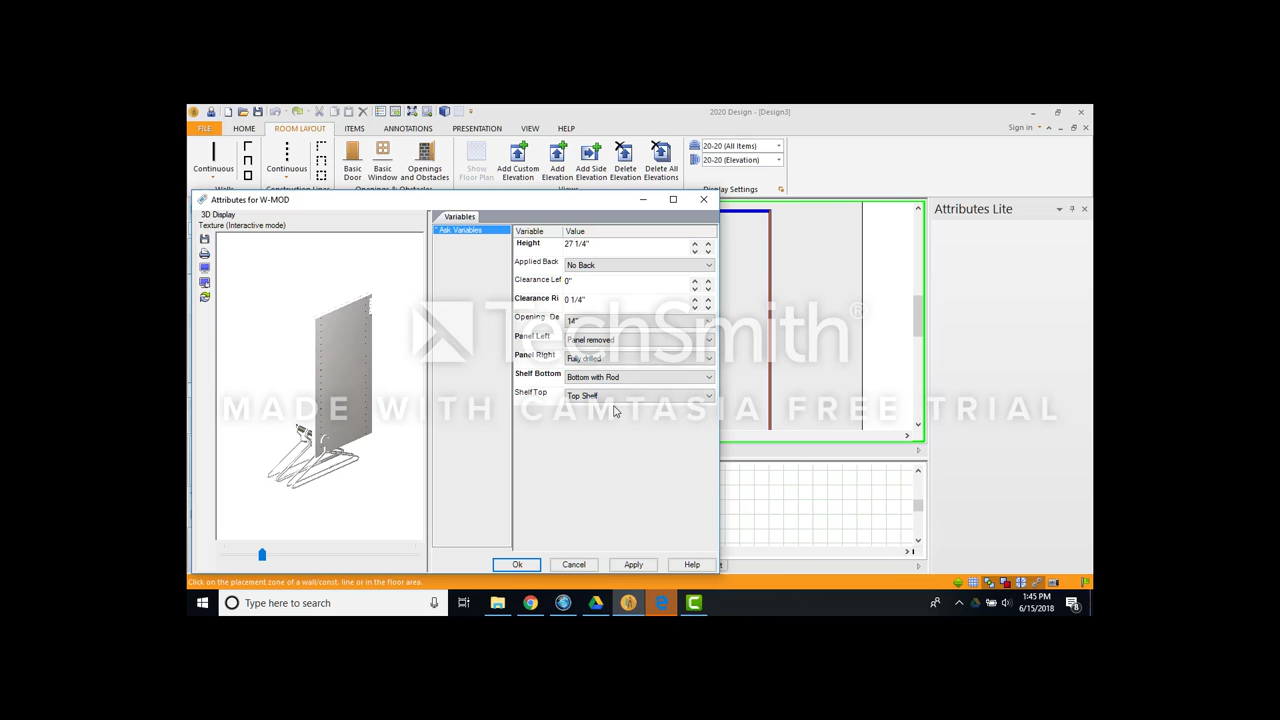 2020 Design - [Design3]
FILE HOME ROOM LAYOUT ITEMS ANNOTATIONS PRESENTATION VIEW HELP
Sign in
Continuous
Continuous
Basic Door
Basic Window
Openings and Obstacles
Show Floor Plan
Add Custom Elevation
Add Elevation
Add Side Elevation
Delete Elevation
Delete All Elevations
20-20 (All Items)
20-20 (Elevation)
Views
Display Settings
Attributes for W-MOD
Attributes Lite
3D Display
Texture (Interactive mode)
Variables
* Ask Variables
Variable Value
Height 27 1/4"
Applied Back No Back
Clearance Lef 0"
Clearance Ri 0 1/4"
Opening De 14"
Panel Left Panel removed
Panel Right Fully drilled
Shelf Bottom Bottom with Rod
Shelf Top Top Shelf
TechSmith®
MADE WITH CAMTASIA FREE TRIAL
Ok Cancel Apply Help
Click on the placement zone of a wall/const. line or in the floor area.
Type here to search
1:45 PM
6/15/2018
8